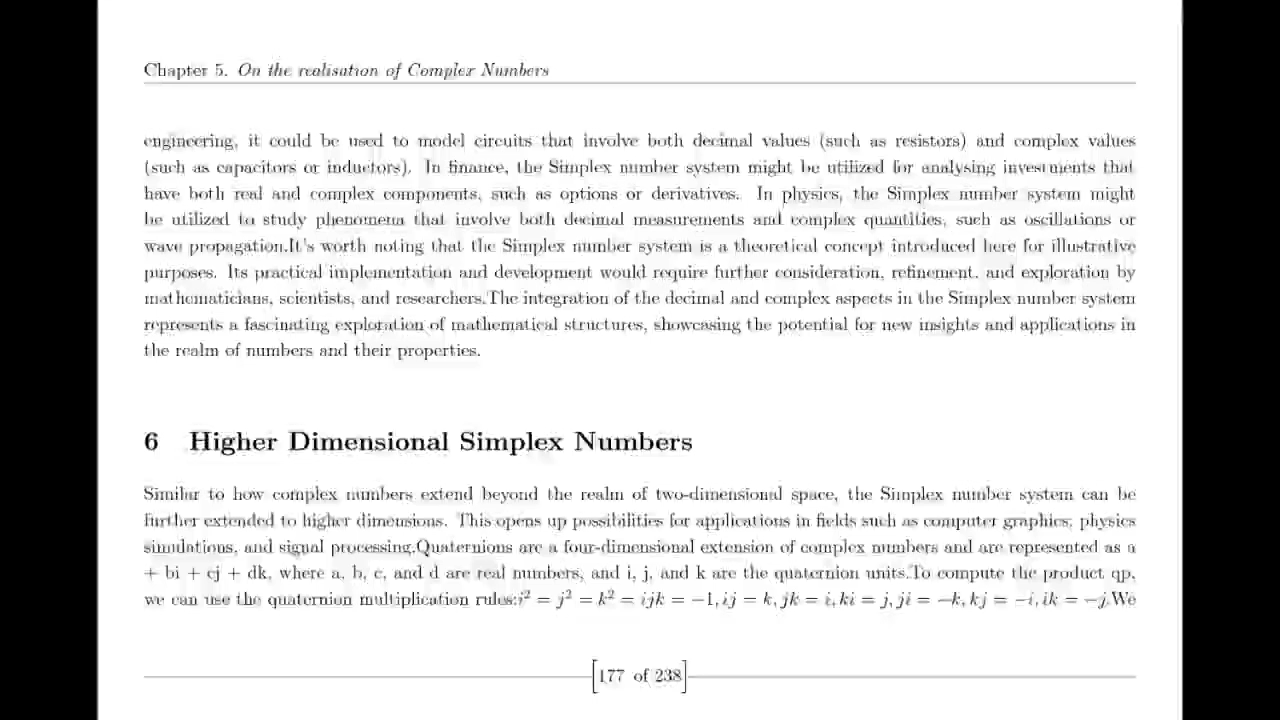 Chapter 5. On the realisation of Complex Numbers
engineering, it could be used to model circuits that involve both decimal values (such as resistors) and complex values
(such as capacitors or inductors). In finance, the Simplex number system might be utilized for analysing investments that
have both real and complex components, such as options or derivatives. In physics, the Simplex number system might
be utilized to study phenomena that involve both decimal measurements and complex quantities, such as oscillations or
wave propagation.It's worth noting that the Simplex number system is a theoretical concept introduced here for illustrative
purposes. Its practical implementation and development would require further consideration, refinement, and exploration by
mathematicians, scientists, and researchers.The integration of the decimal and complex aspects in the Simplex number system
represents a fascinating exploration of mathematical structures, showcasing the potential for new insights and applications in
the realm of numbers and their properties.
6 Higher Dimensional Simplex Numbers
Similar to how complex numbers extend beyond the realm of two-dimensional space, the Simplex number system can be
further extended to higher dimensions. This opens up possibilities for applications in fields such as computer graphics, physics
simulations, and signal processing.Quaternions are a four-dimensional extension of complex numbers and are represented as a
+ bi + cj + dk, where a, b, c, and d are real numbers, and i, j, and k are the quaternion units.To compute the product qp,
we can use the quaternion multiplication rules:i² = j² = k² = ijk = −1, ij = k, jk = i, ki = j, ji = −k, kj = −i, ik = −j.We
[177 of 238]